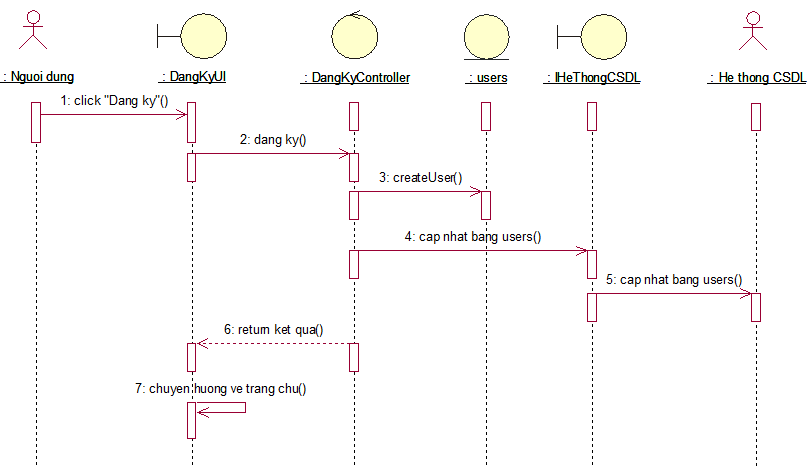 : Nguoi dung
: DangKyUI
: DangKyController
: users
: IHeThongCSDL
: He thong CSDL
1: click "Dang ky"()
2: dang ky()
3: createUser()
4: cap nhat bang users()
5: cap nhat bang users()
6: return ket qua()
7: chuyen huong ve trang chu()